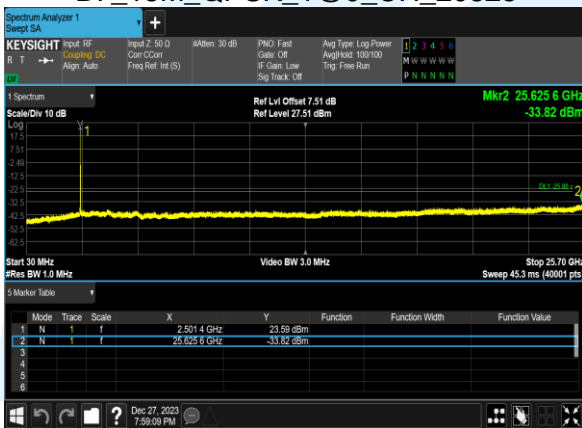 Spectrum Analyzer 1
Swept SA
KEYSIGHT
R T
LV
Input: RF
Coupling: DC
Align: Auto
Input Z: 50 Ω
Corr CCorr
Freq Ref: Int (S)
#Atten: 30 dB
PNO: Fast
Gate: Off
IF Gain: Low
Sig Track: Off
Avg Type: Log-Power
Avg|Hold: 100/100
Trig: Free Run
1 2 3 4 5 6
M W W W W W
P N N N N N
1 Spectrum
Scale/Div 10 dB
Ref Lvl Offset 7.51 dB
Ref Level 27.51 dBm
Mkr2 25.625 6 GHz
-33.82 dBm
Log
17.5
7.51
-2.49
-12.5
-22.5
-32.5
-42.5
-52.5
-62.5
1
DL1 -25.00
2
Start 30 MHz
#Res BW 1.0 MHz
Video BW 3.0 MHz
Stop 25.70 GHz
Sweep 45.3 ms (40001 pts
5 Marker Table
Mode Trace Scale X Y Function Function Width Function Value
1 N 1 f 2.501 4 GHz 23.59 dBm
2 N 1 f 25.625 6 GHz -33.82 dBm
3
4
5
6
?
Dec 27, 2023
7:59:09 PM